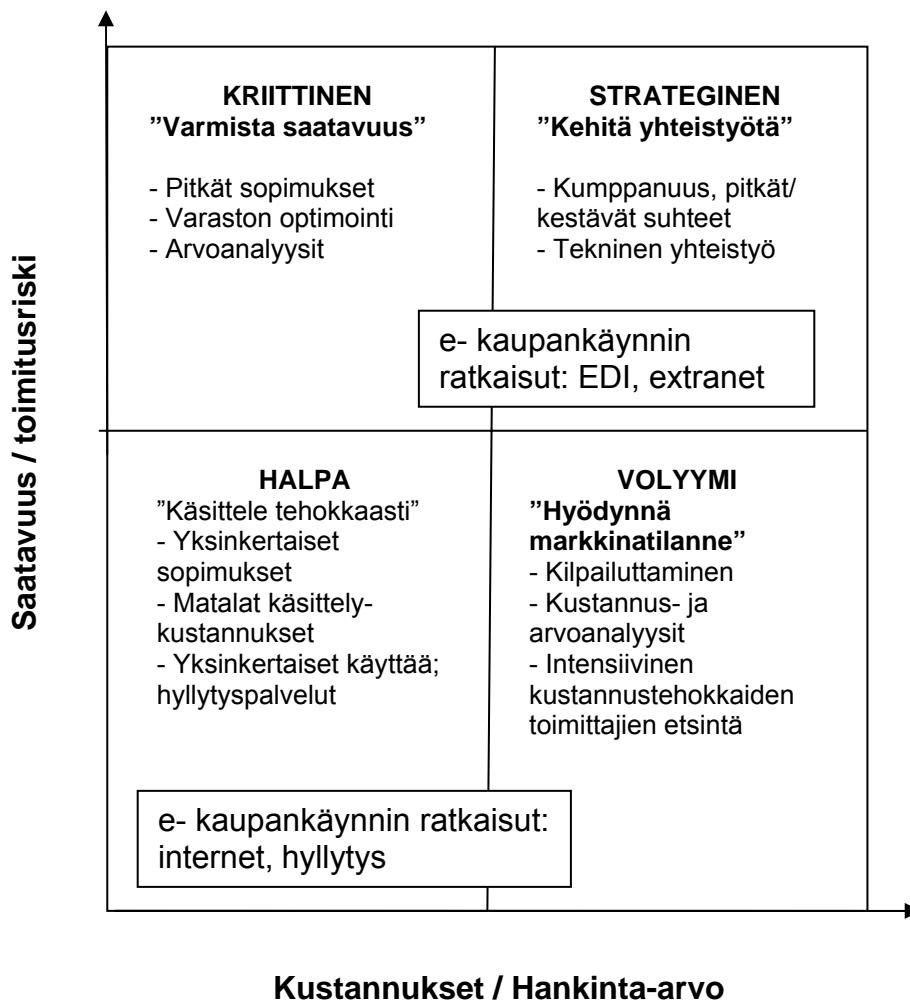 KRIITTINEN
”Varmista saatavuus”
- Pitkät sopimukset
- Varaston optimointi
- Arvoanalyysit
STRATEGINEN
”Kehitä yhteistyötä”
- Kumppanuus, pitkät/
kestävät suhteet
- Tekninen yhteistyö
e- kaupankäynnin
ratkaisut: EDI, extranet
Saatavuus / toimitusriski
HALPA
”Käsittele tehokkaasti”
- Yksinkertaiset
sopimukset
- Matalat käsittely-
kustannukset
- Yksinkertaiset käyttää;
hyllytyspalvelut
VOLYYMI
”Hyödynnä
markkinatilanne”
- Kilpailuttaminen
- Kustannus- ja
arvoanalyysit
- Intensiivinen
kustannustehokkaiden
toimittajien etsintä
e- kaupankäynnin ratkaisut:
internet, hyllytys
Kustannukset / Hankinta-arvo